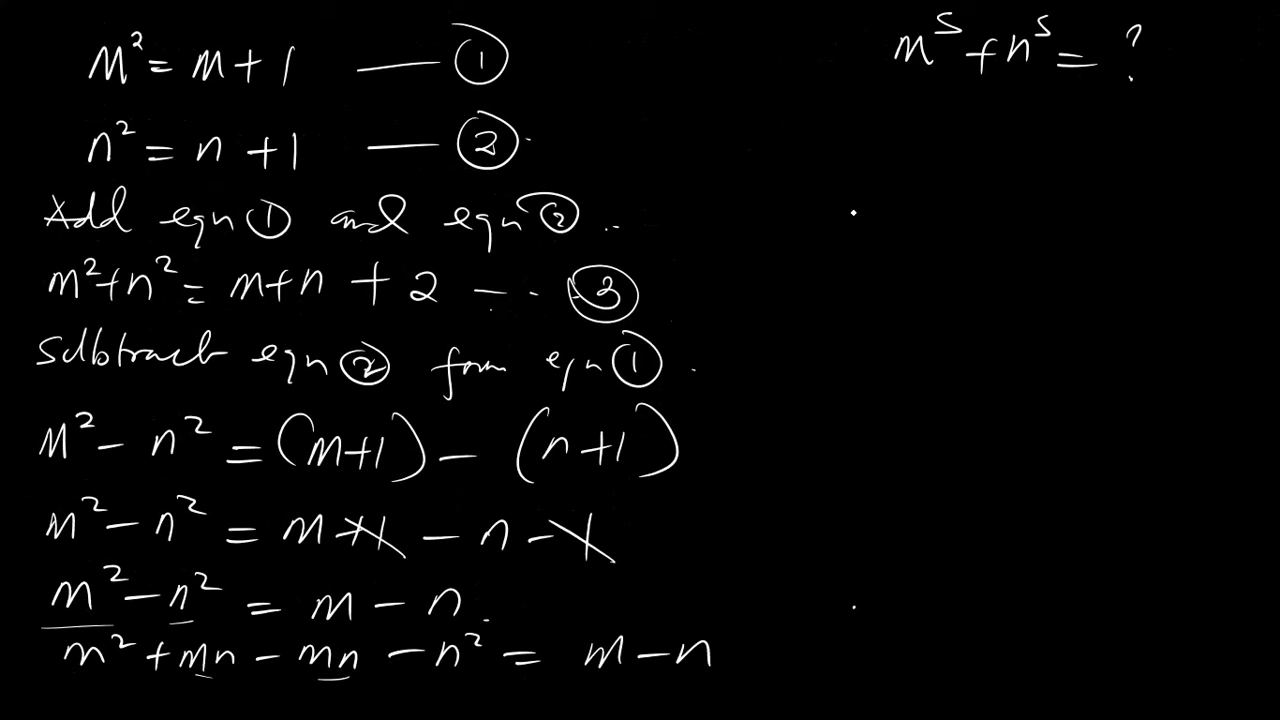 m² = m + 1 —— ①
m⁵ + n⁵ = ?
n² = n + 1 —— ②
Add eqn ① and eqn ② ..
m² + n² = m + n + 2 -- - ③
Subtract eqn ② form eqn ① .
m² - n² = (m+1) - (n+1)
m² - n² = m + 1 - n - 1
m² - n² = m - n.
m² + mn - mn - n² = m - n